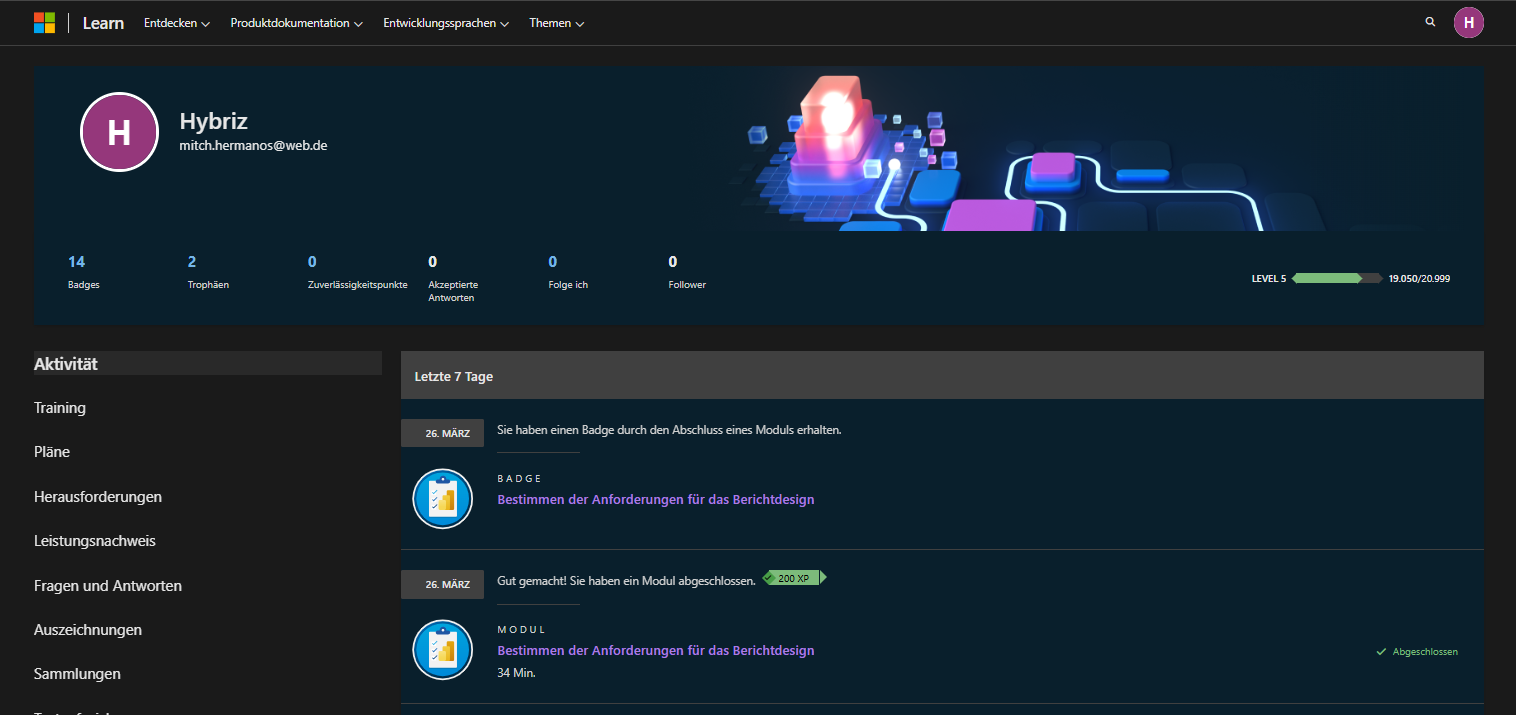 Learn Entdecken Produktdokumentation Entwicklungssprachen Themen H
H
Hybriz
mitch.hermanos@web.de
14 2 0 0 0 0
Badges Trophäen Zuverlässigkeitspunkte Akzeptierte Antworten Folge ich Follower
LEVEL 5 19.050/20.999
Aktivität
Training
Pläne
Herausforderungen
Leistungsnachweis
Fragen und Antworten
Auszeichnungen
Sammlungen
Letzte 7 Tage
26. MÄRZ Sie haben einen Badge durch den Abschluss eines Moduls erhalten.
BADGE
Bestimmen der Anforderungen für das Berichtdesign
26. MÄRZ Gut gemacht! Sie haben ein Modul abgeschlossen. 200 XP
MODUL
Bestimmen der Anforderungen für das Berichtdesign
34 Min.
Abgeschlossen